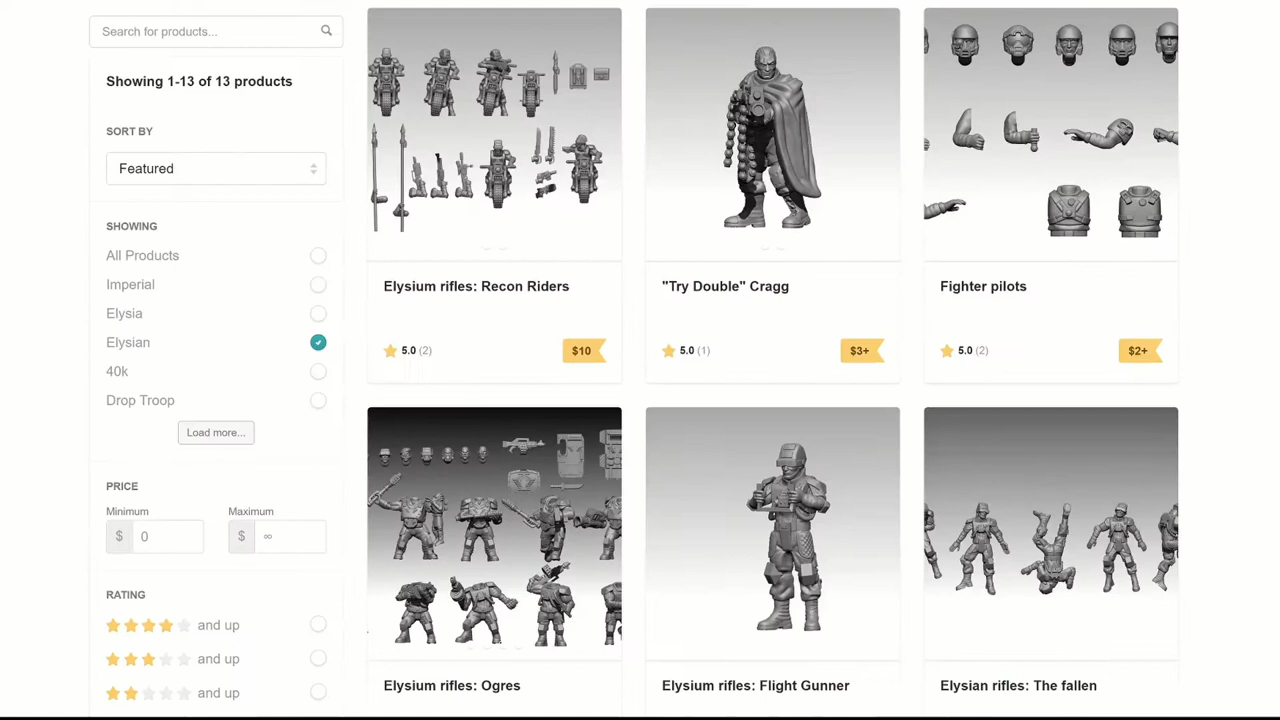 Search for products...
Showing 1-13 of 13 products
SORT BY
Featured
SHOWING
All Products
Imperial
Elysia
Elysian
40k
Drop Troop
Load more...
PRICE
Minimum
Maximum
$ 0
$ ∞
RATING
and up
and up
and up
Elysium rifles: Recon Riders
5.0 (2)
$10
"Try Double" Cragg
5.0 (1)
$3+
Fighter pilots
5.0 (2)
$2+
Elysium rifles: Ogres
Elysium rifles: Flight Gunner
Elysian rifles: The fallen